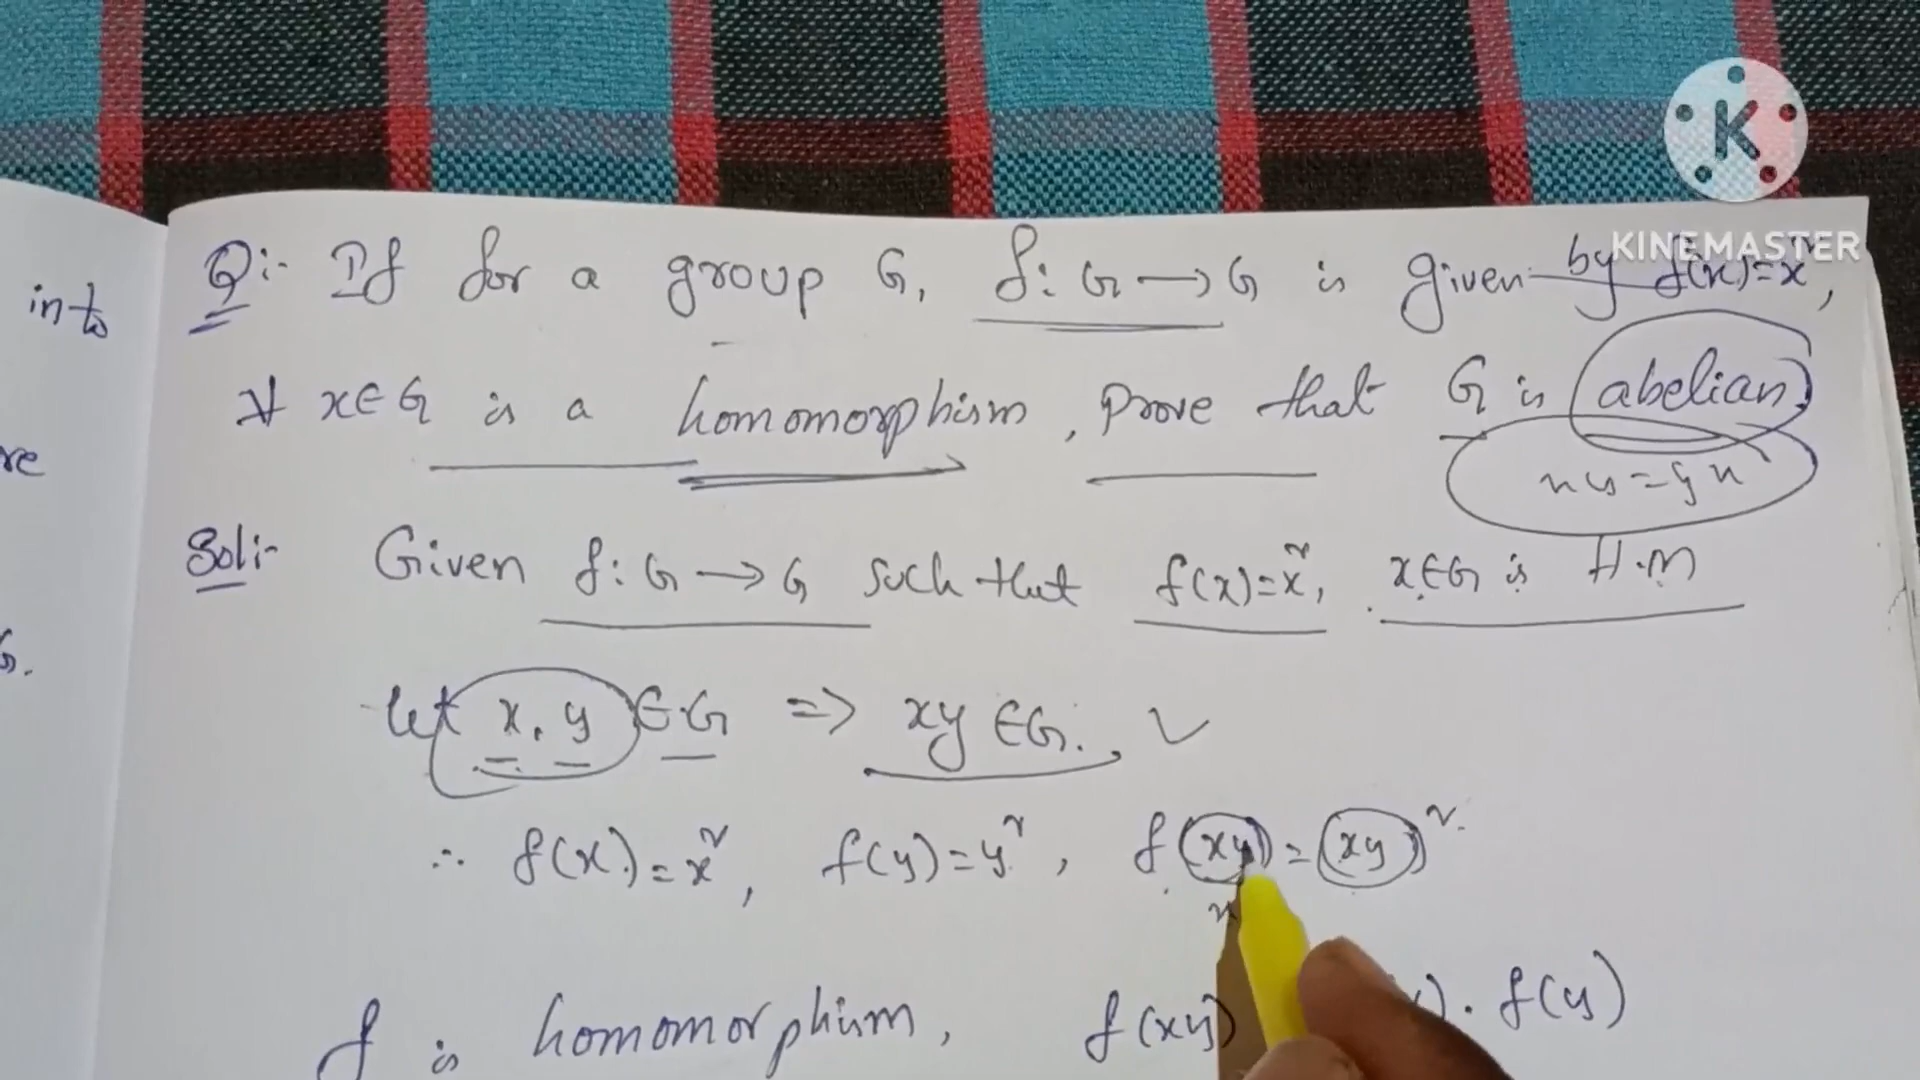 KINEMASTER
into
re
Q:- If for a group G, f: G → G is given by f(x)=x²,
∀ x∈G is a homomorphism, prove that G is abelian
xy = yx
Sol:- Given f: G → G such that f(x)=x², x∈G is H.M
let x, y ∈ G => xy ∈ G.
∴ f(x) = x², f(y) = y², f(xy) = (xy)².
f is homomorphism, f(xy) . f(y)